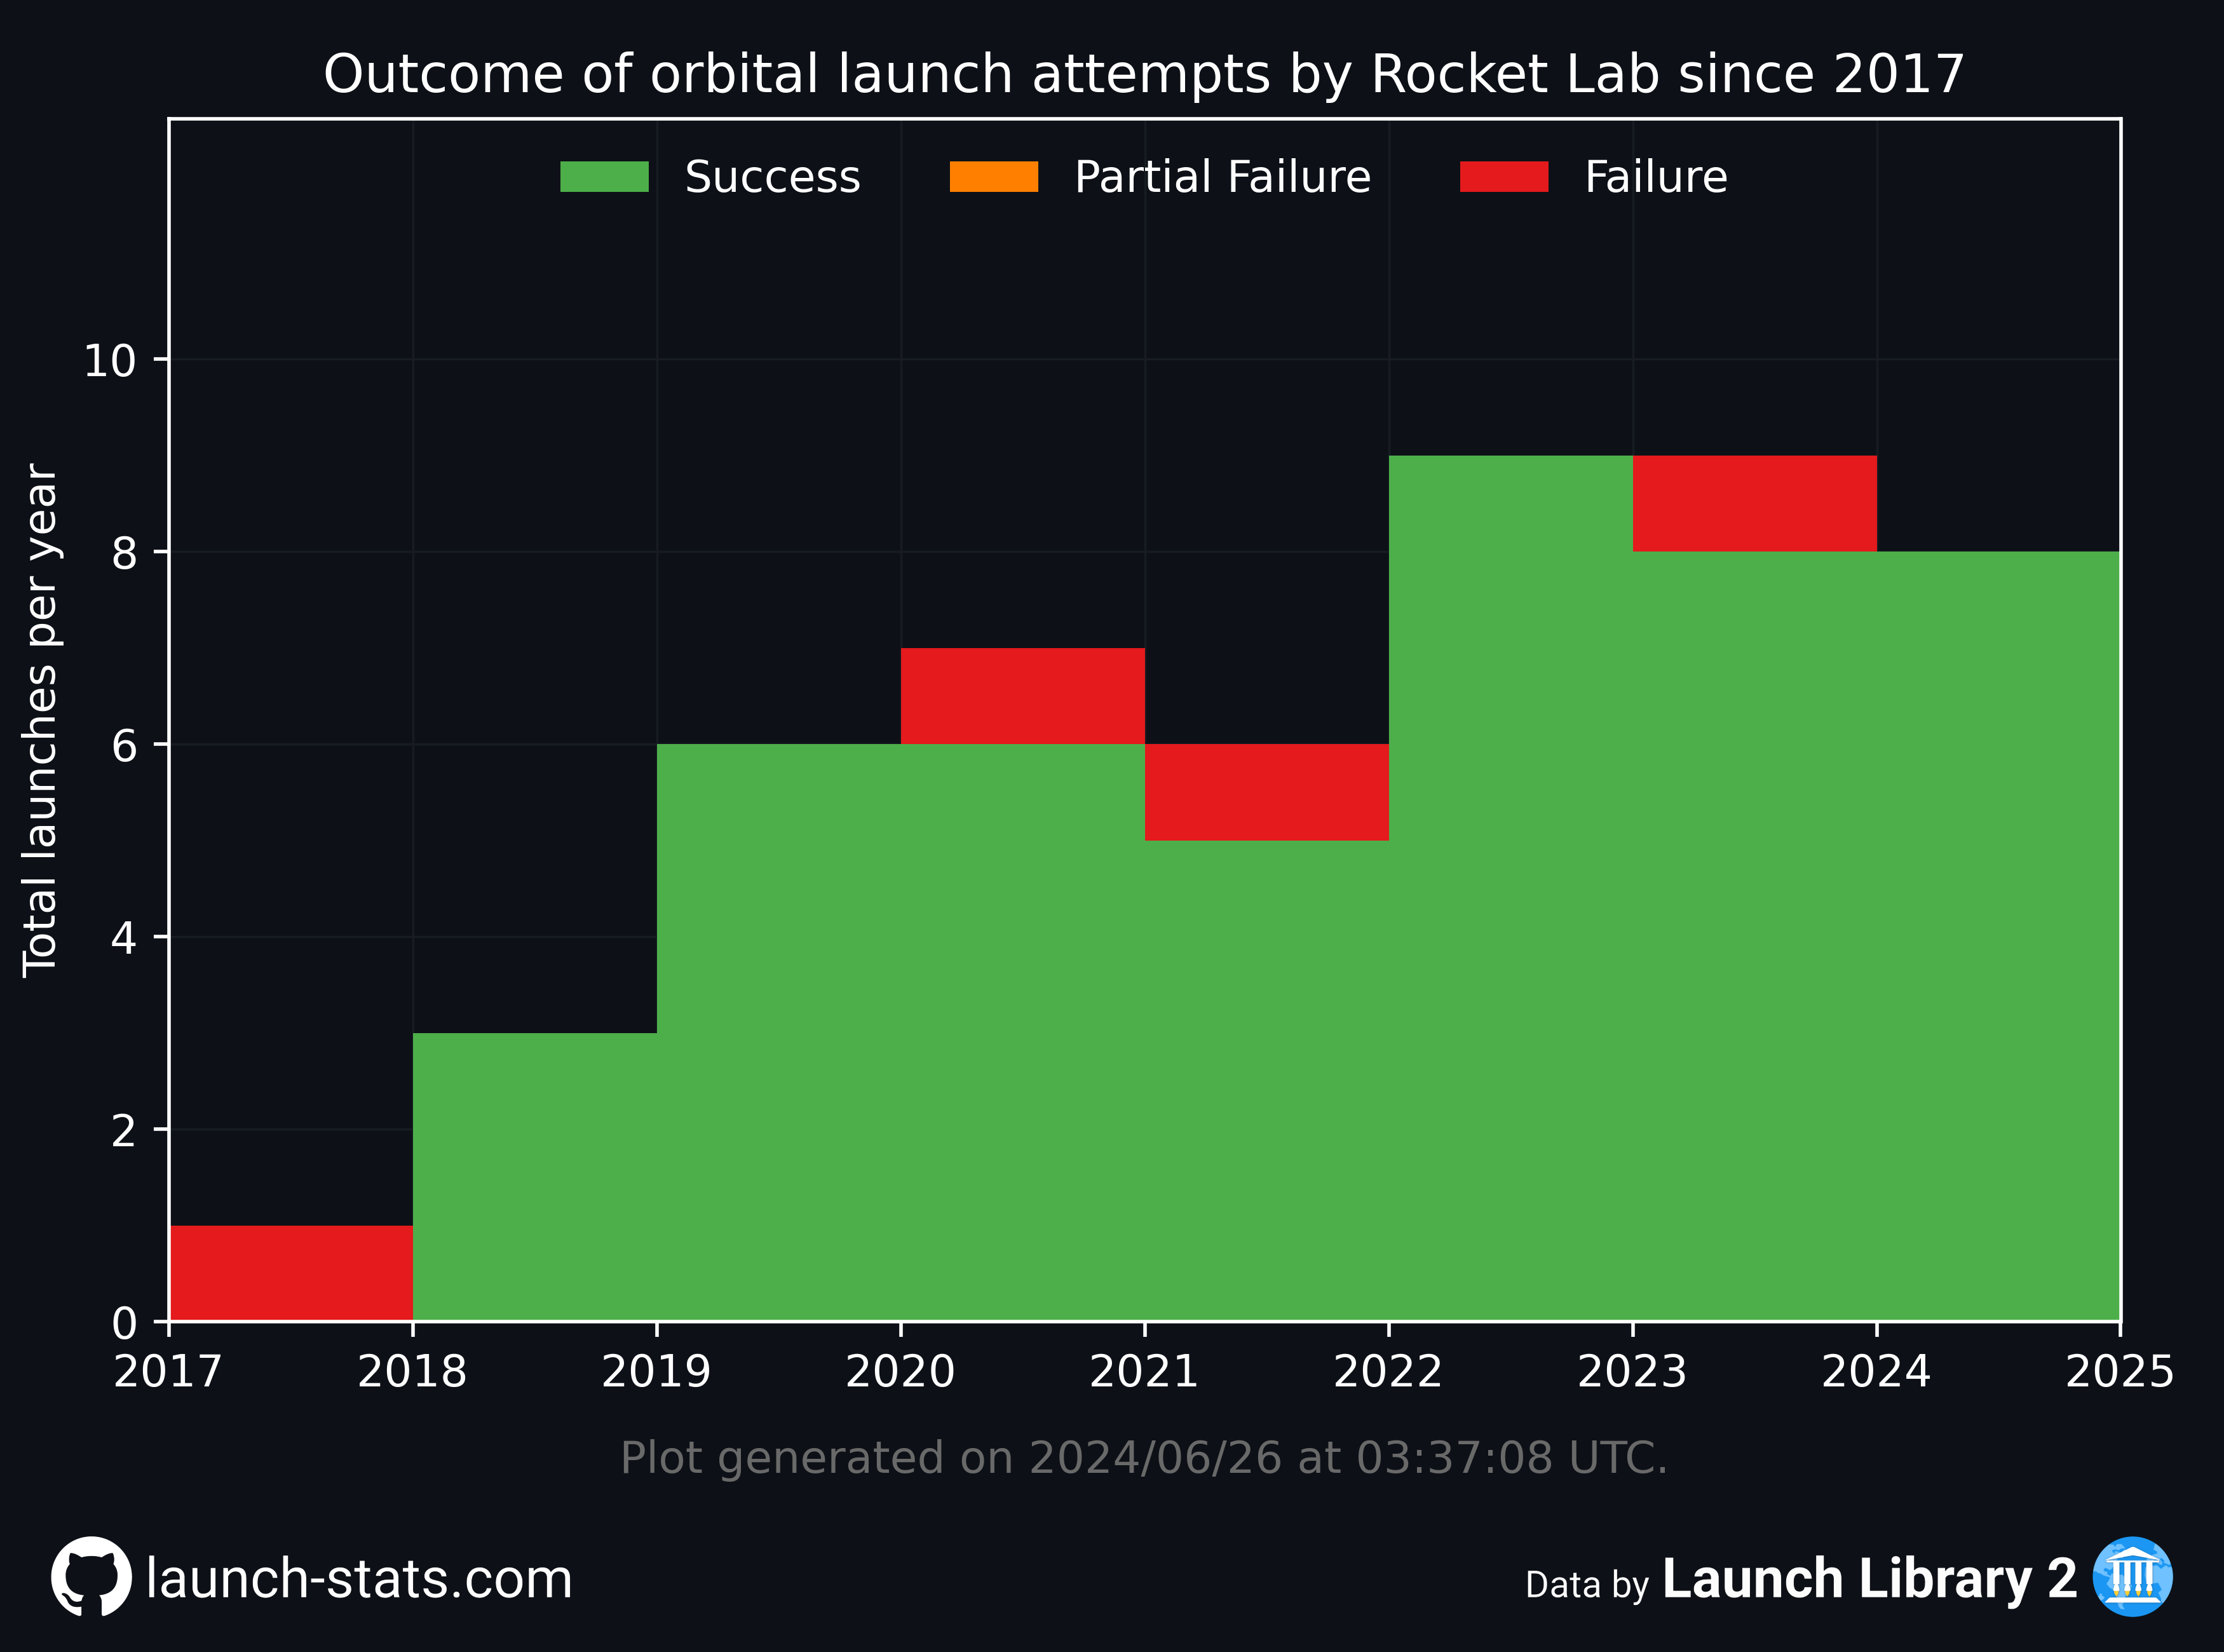 Outcome of orbital launch attempts by Rocket Lab since 2017
Success Partial Failure Failure
Total launches per year
10
8
6
4
2
0
2017 2018 2019 2020 2021 2022 2023 2024 2025
Plot generated on 2024/06/26 at 03:37:08 UTC.
launch-stats.com
Data by Launch Library 2